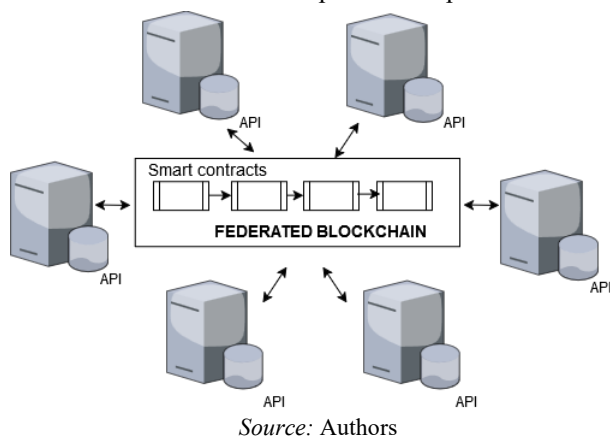 API
API
Smart contracts
FEDERATED BLOCKCHAIN
API
API
API
API
Source: Authors